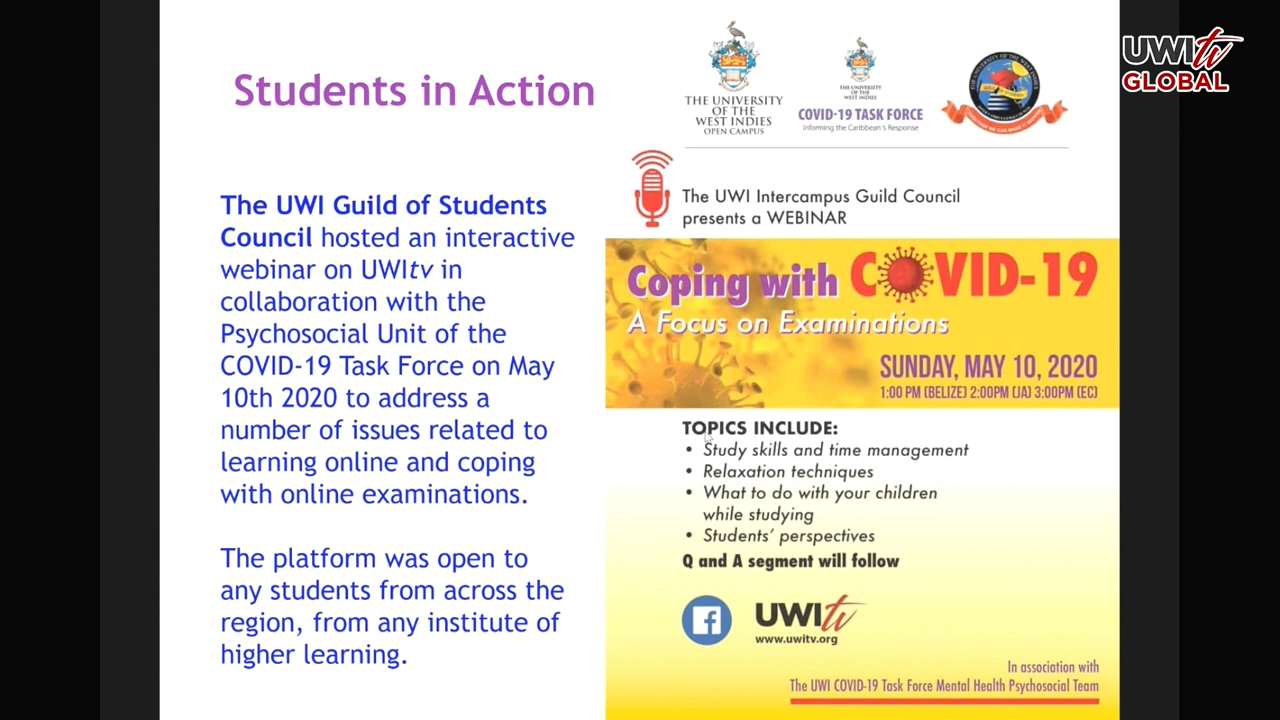 Students in Action
The UWI Guild of Students
Council hosted an interactive
webinar on UWItv in
collaboration with the
Psychosocial Unit of the
COVID-19 Task Force on May
10th 2020 to address a
number of issues related to
learning online and coping
with online examinations.
The platform was open to
any students from across the
region, from any institute of
higher learning.
THE UNIVERSITY
OF THE
WEST INDIES
OPEN CAMPUS
THE UNIVERSITY
OF THE
WEST INDIES
COVID-19 TASK FORCE
Informing the Caribbean's Response
UWItv
GLOBAL
The UWI Intercampus Guild Council
presents a WEBINAR
Coping with COVID-19
A Focus on Examinations
SUNDAY, MAY 10, 2020
1:00 PM (BELIZE) 2:00PM (JA) 3:00PM (EC)
TOPICS INCLUDE:
• Study skills and time management
• Relaxation techniques
• What to do with your children
while studying
• Students' perspectives
Q and A segment will follow
UWItv
www.uwitv.org
In association with
The UWI COVID-19 Task Force Mental Health Psychosocial Team